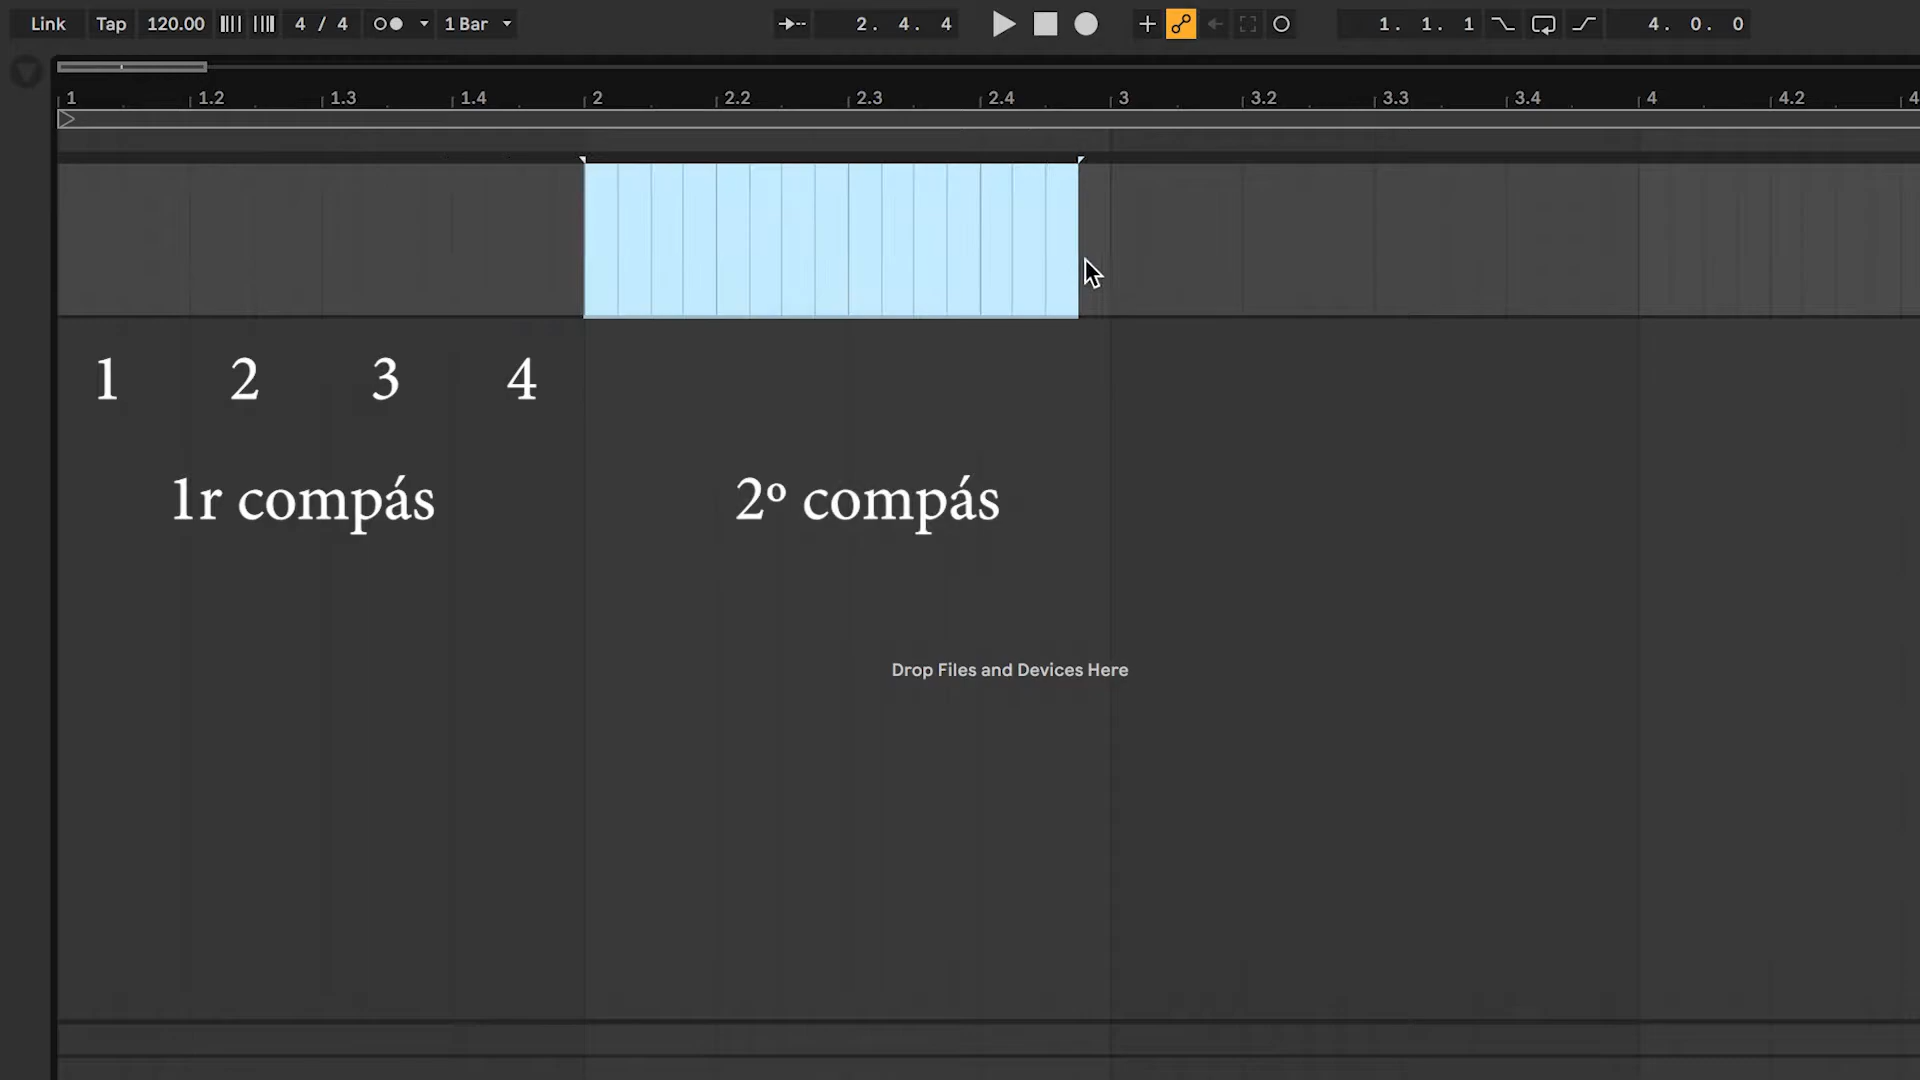 Link Tap 120.00 4 / 4 1 Bar 2. 4. 4 1. 1. 1 4. 0. 0
1 1.2 1.3 1.4 2 2.2 2.3 2.4 3 3.2 3.3 3.4 4 4.2 4
1 2 3 4
1r compás 2º compás
Drop Files and Devices Here